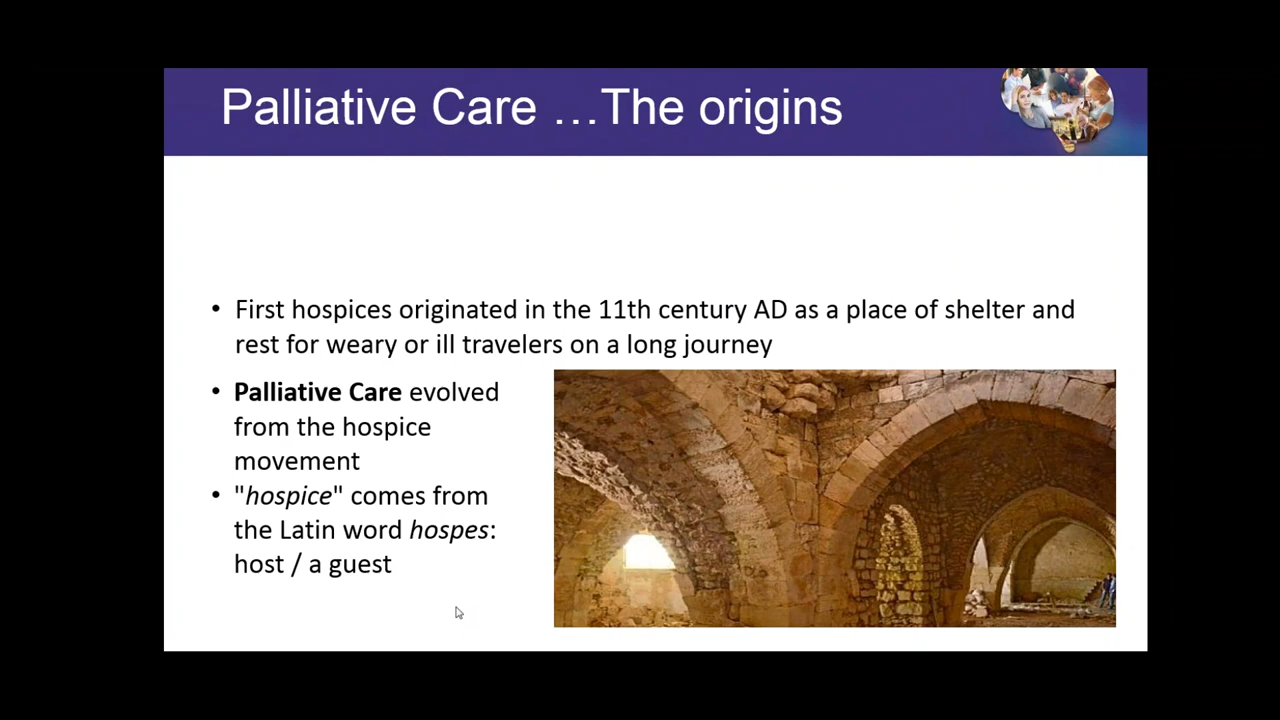 Palliative Care …The origins
• First hospices originated in the 11th century AD as a place of shelter and
rest for weary or ill travelers on a long journey
• Palliative Care evolved
from the hospice
movement
• "hospice" comes from
the Latin word hospes:
host / a guest